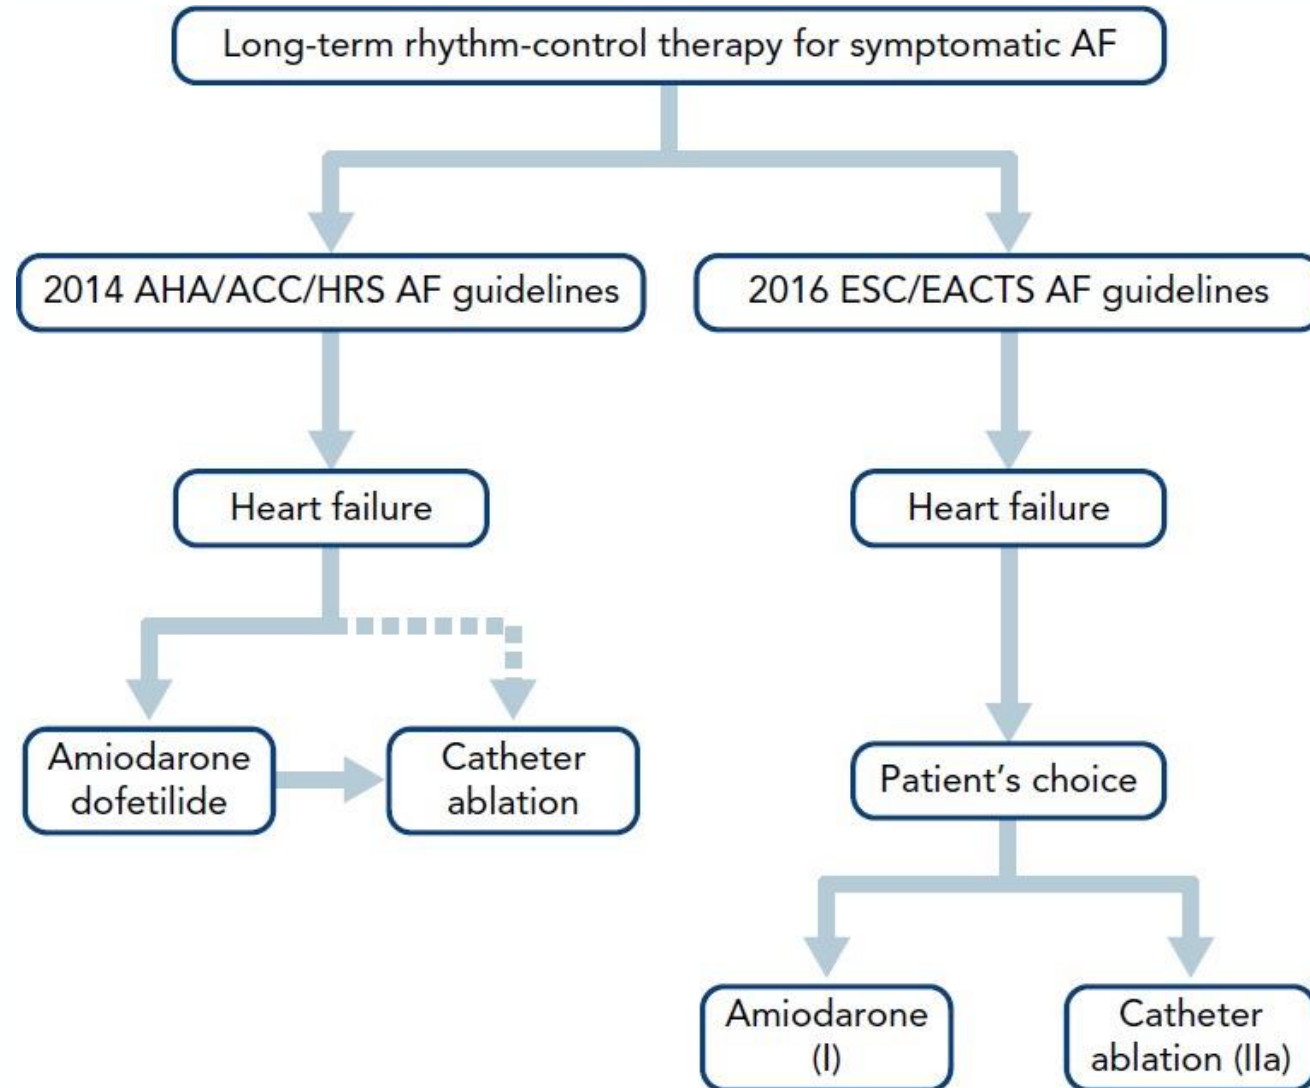 Long-term rhythm-control therapy for symptomatic AF
2014 AHA/ACC/HRS AF guidelines
2016 ESC/EACTS AF guidelines
Heart failure
Heart failure
Amiodarone
dofetilide
Catheter
ablation
Patient's choice
Amiodarone
(I)
Catheter
ablation (IIa)